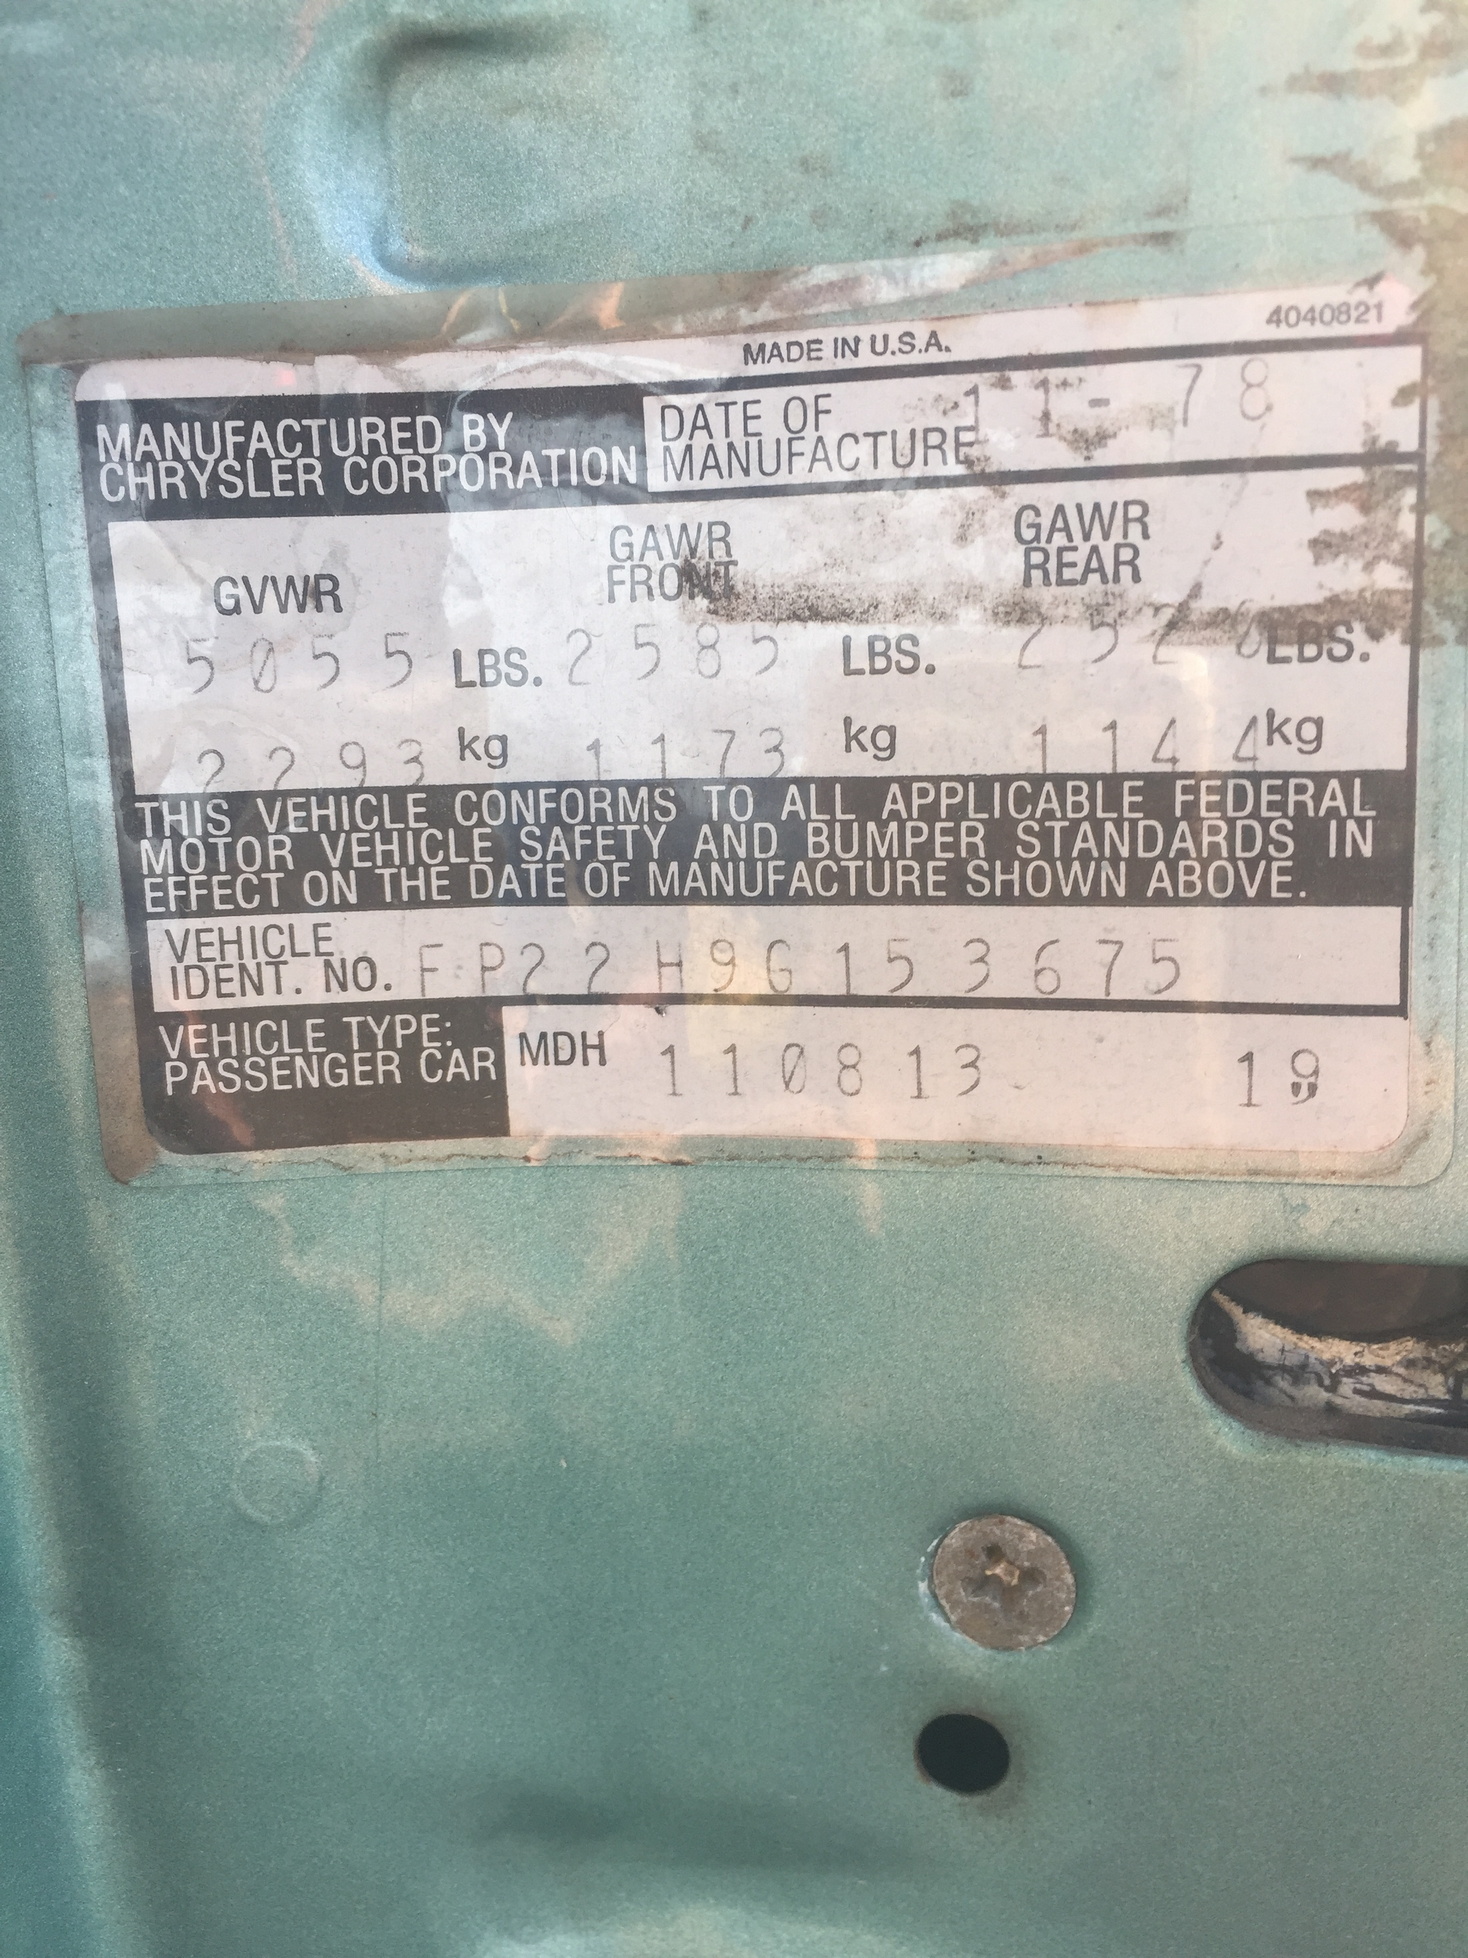 4040821
MADE IN U.S.A.
MANUFACTURED BY
CHRYSLER CORPORATION
DATE OF
MANUFACTURE
11-78
GVWR
GAWR
FRONT
GAWR
REAR
5055 LBS. 2585 LBS. 2520 LBS.
2293 kg 1173 kg 1144 kg
THIS VEHICLE CONFORMS TO ALL APPLICABLE FEDERAL
MOTOR VEHICLE SAFETY AND BUMPER STANDARDS IN
EFFECT ON THE DATE OF MANUFACTURE SHOWN ABOVE.
VEHICLE
IDENT. NO. FP22H9G153675
VEHICLE TYPE:
PASSENGER CAR
MDH 110813 19